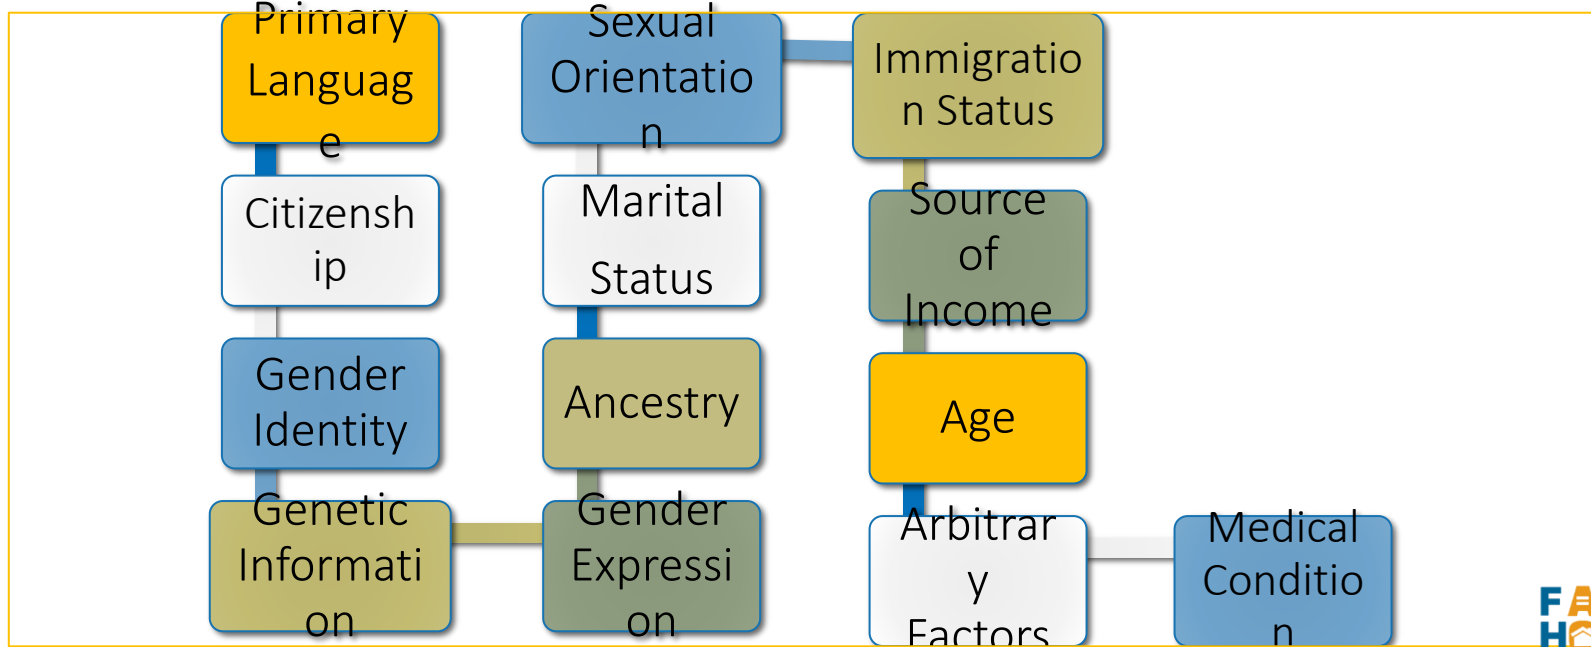 Primary
Languag
e
Citizensh
ip
Gender
Identity
Genetic
Informati
on
Sexual
Orientatio
n
Marital
Status
Ancestry
Gender
Expressi
on
Immigratio
n Status
Source
of
Income
Age
Arbitrar
y
Factors
Medical
Conditio
n
F A
H